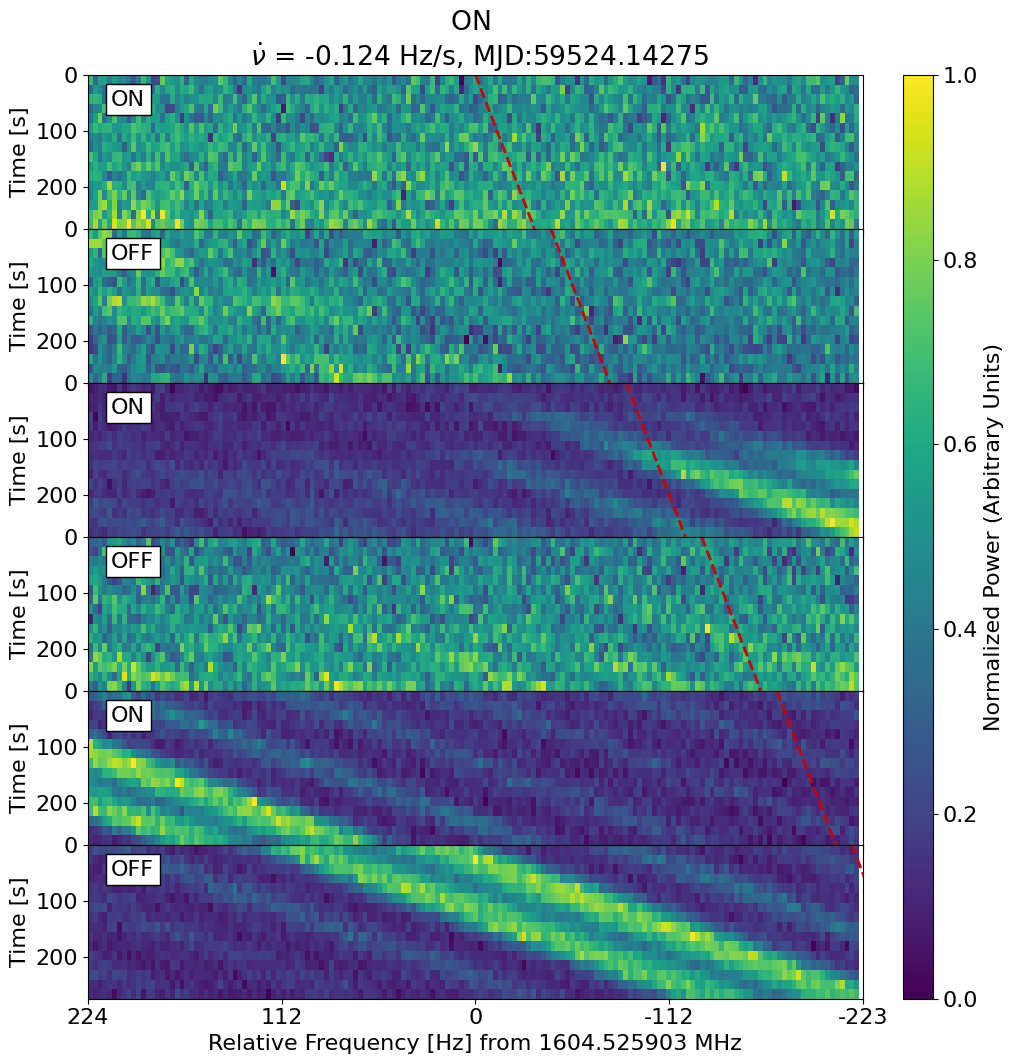 ON
ν̇ = -0.124 Hz/s, MJD:59524.14275
0
ON
100
Time [s]
200
0
OFF
100
Time [s]
200
0
ON
100
Time [s]
200
0
OFF
100
Time [s]
200
0
ON
100
Time [s]
200
0
OFF
100
Time [s]
200
224 112 0 -112 -223
Relative Frequency [Hz] from 1604.525903 MHz
1.0
0.8
0.6
0.4
0.2
0.0
Normalized Power (Arbitrary Units)